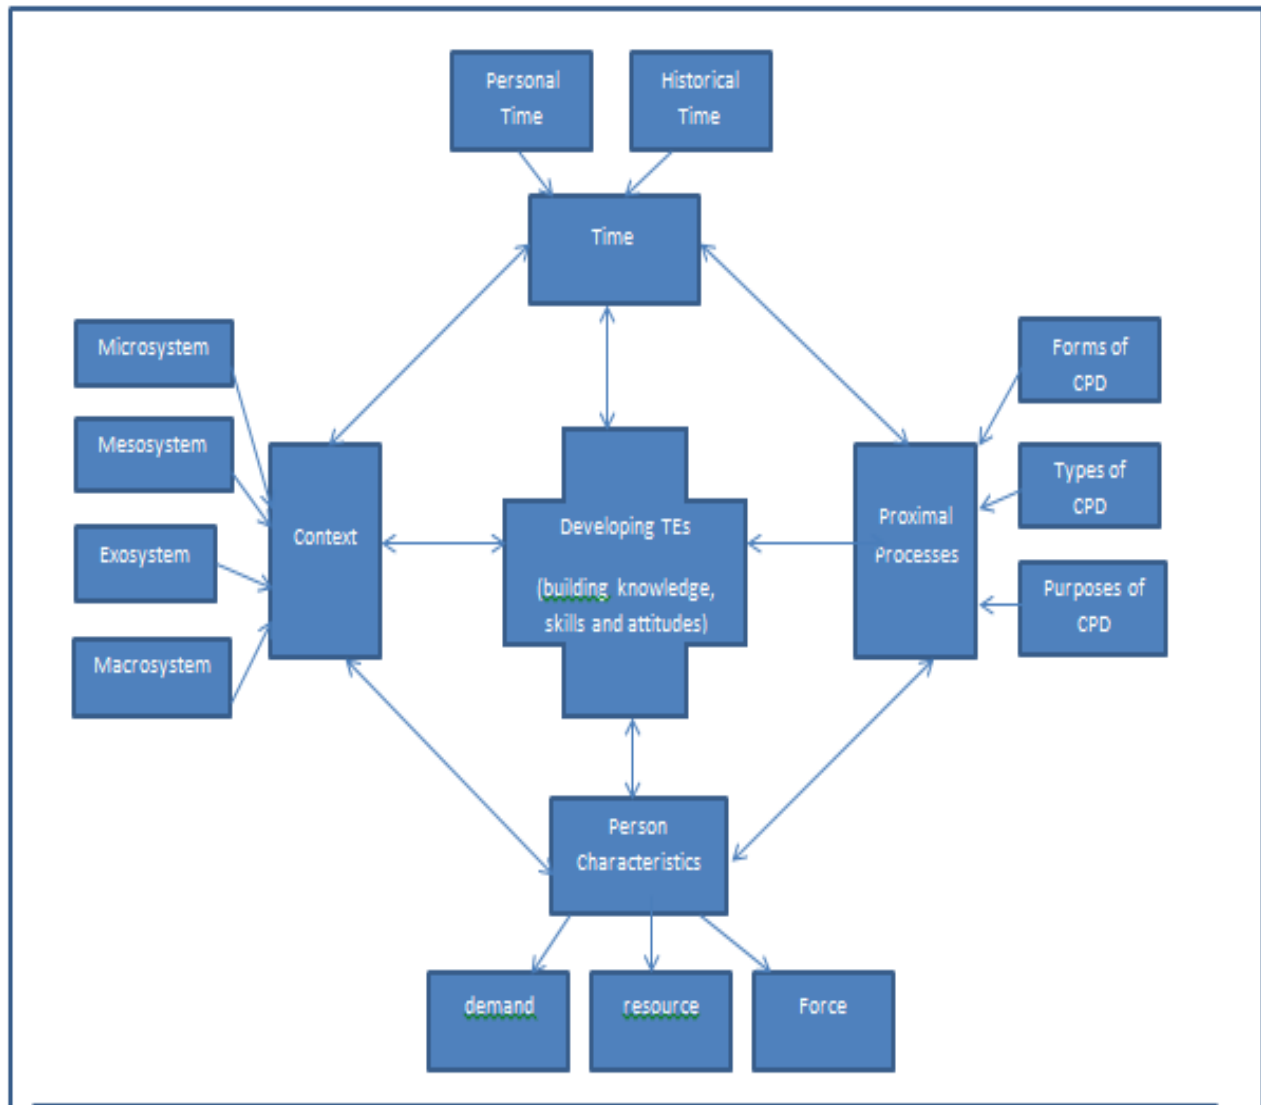 Personal
Time
Historical
Time
Time
Microsystem
Mesosystem
Exosystem
Macrosystem
Context
Developing TEs
(building knowledge,
skills and attitudes)
Proximal
Processes
Forms of
CPD
Types of
CPD
Purposes of
CPD
Person
Characteristics
demand
resource
Force